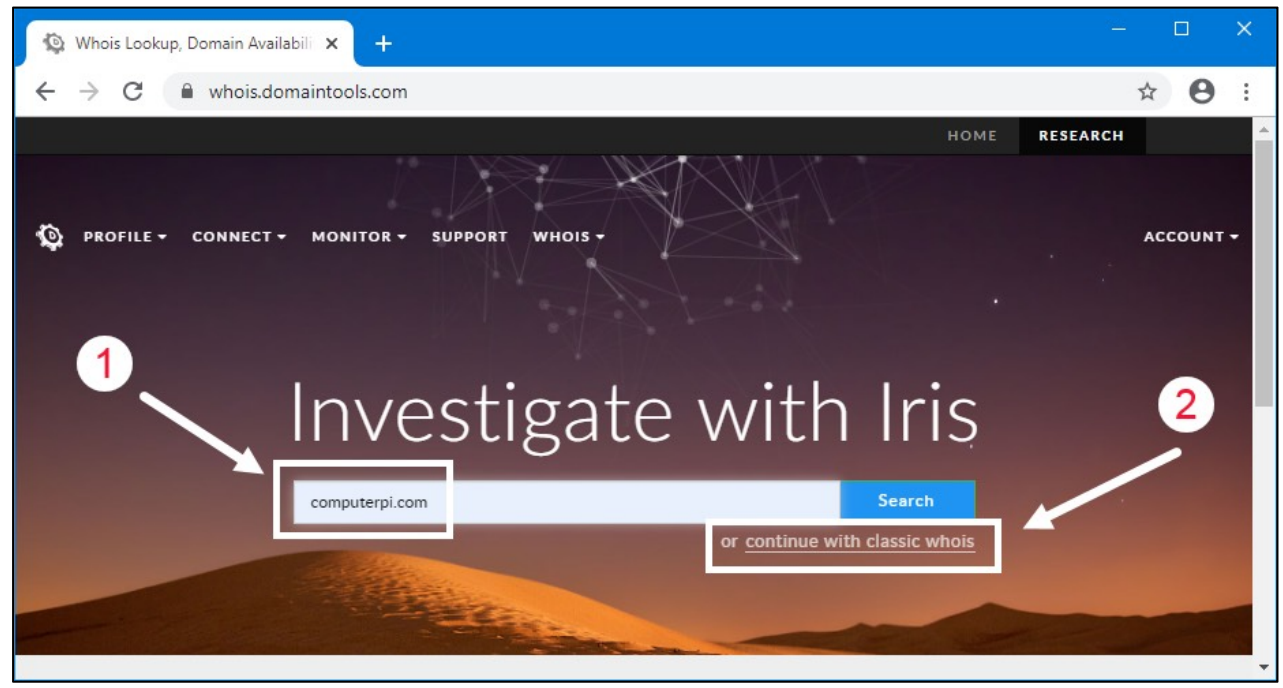 Whois Lookup, Domain Availabili
whois.domaintools.com
HOME RESEARCH
PROFILE CONNECT MONITOR SUPPORT WHOIS ACCOUNT
1
Investigate with Iris
2
computerpi.com Search
or continue with classic whois